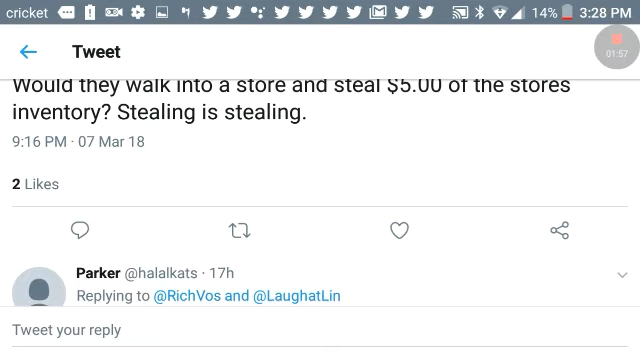 cricket 14% 3:28 PM
Tweet
01:57
Would they walk into a store and steal $5.00 of the stores
inventory? Stealing is stealing.
9:16 PM · 07 Mar 18
2 Likes
Parker @halalkats · 17h
Replying to @RichVos and @LaughatLin
Tweet your reply